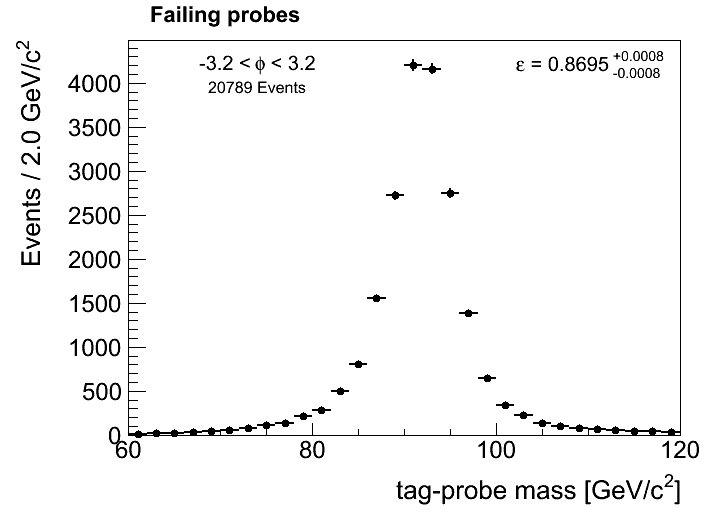 Failing probes
-3.2 < ϕ < 3.2
20789 Events
ε = 0.8695 +0.0008 -0.0008
Events / 2.0 GeV/c²
4000
3500
3000
2500
2000
1500
1000
500
0
60 80 100 120
tag-probe mass [GeV/c²]